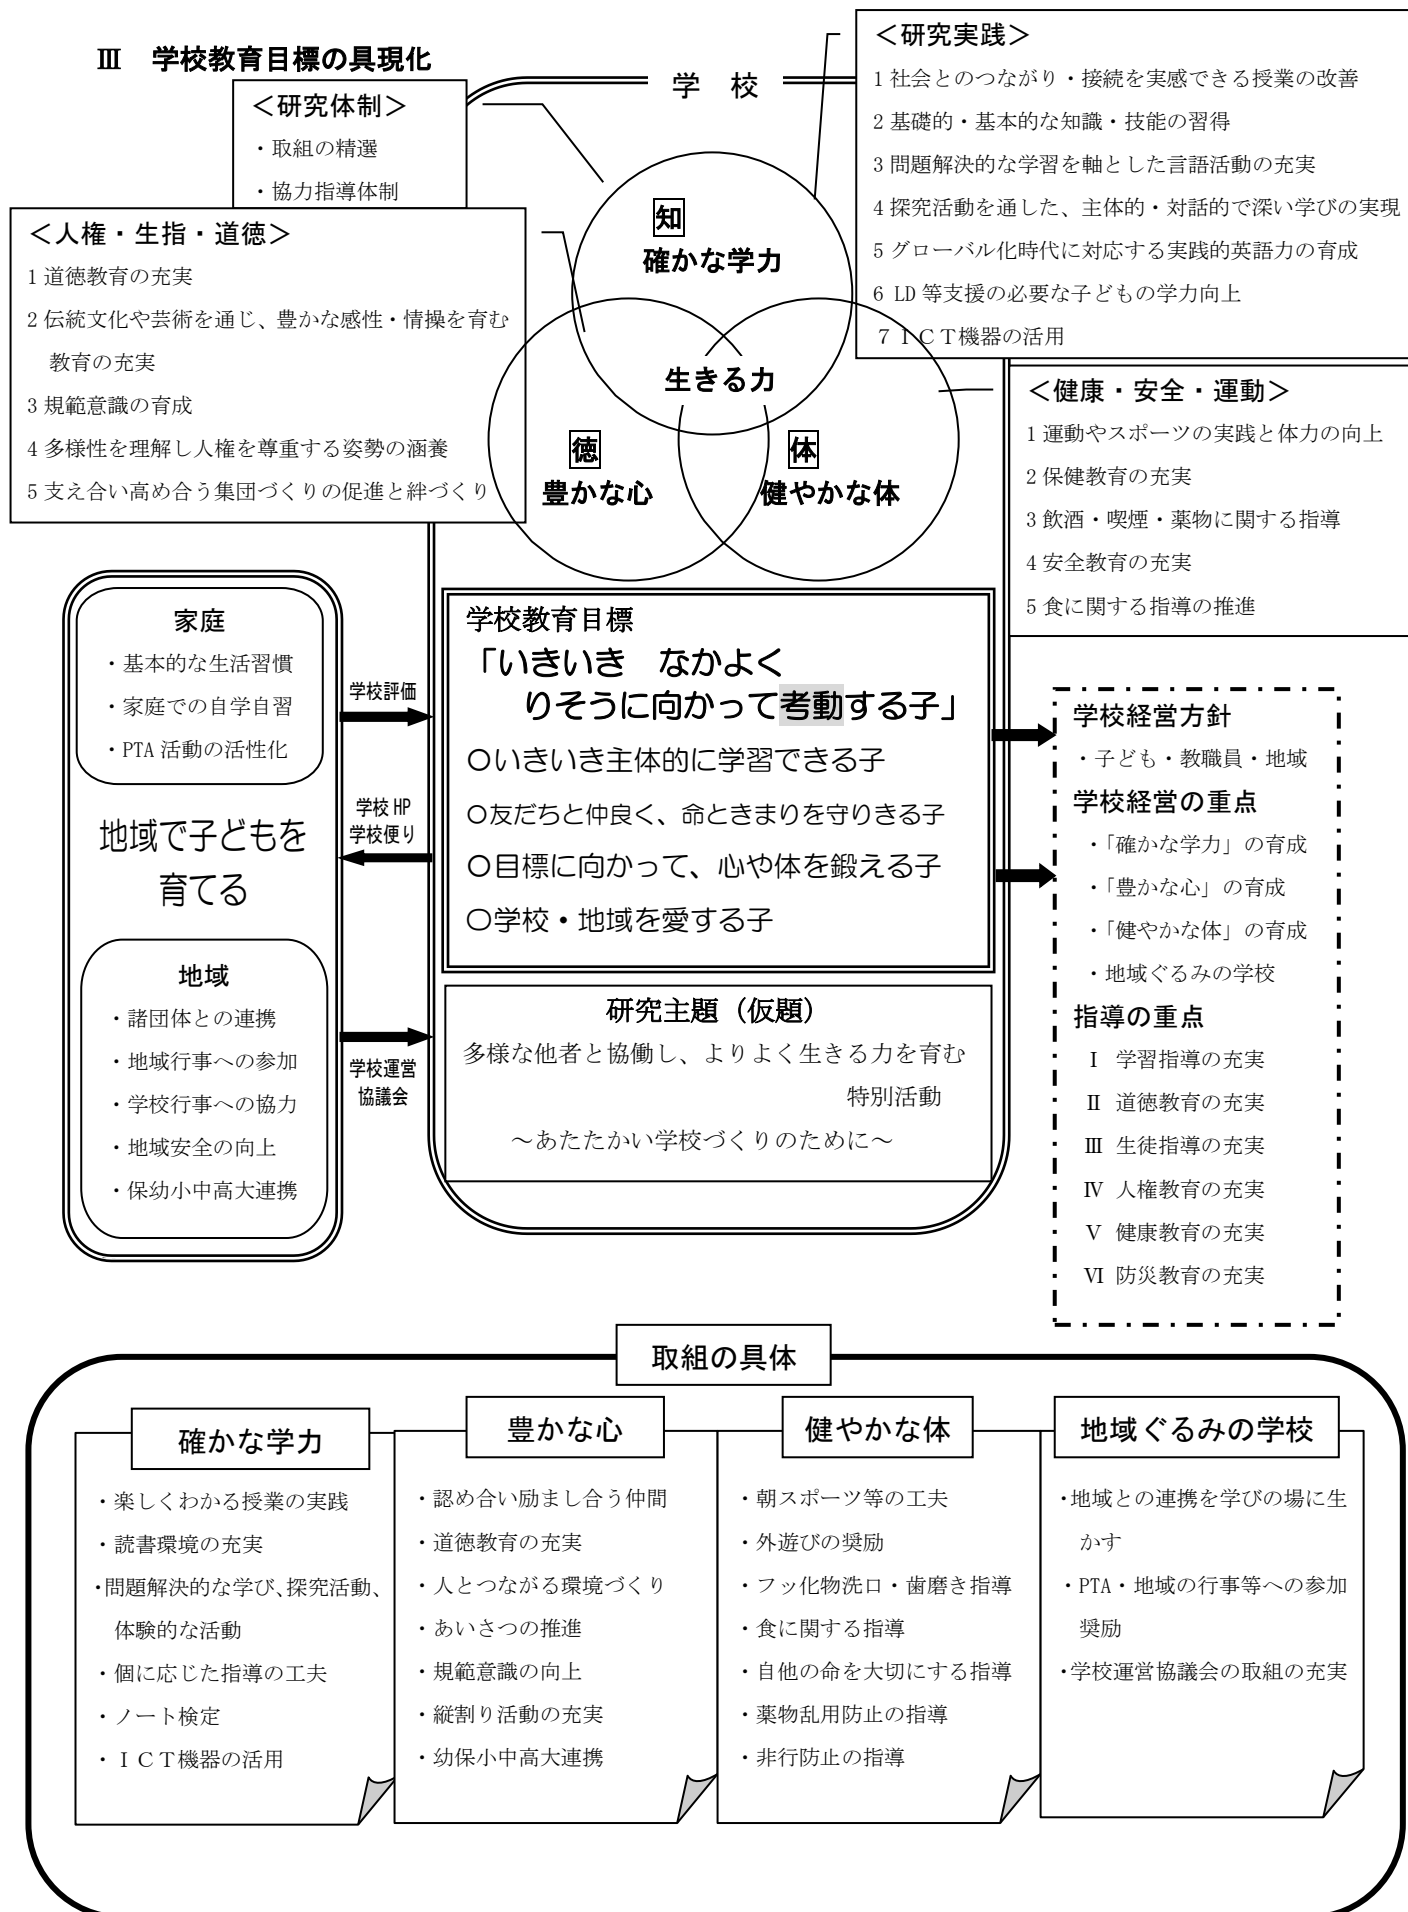 Ⅲ　学校教育目標の具現化
学　校
＜研究体制＞
・取組の精選
・協力指導体制
＜研究実践＞
1 社会とのつながり・接続を実感できる授業の改善
2 基礎的・基本的な知識・技能の習得
3 問題解決的な学習を軸とした言語活動の充実
4 探究活動を通した、主体的・対話的で深い学びの実現
5 グローバル化時代に対応する実践的英語力の育成
6 LD 等支援の必要な子どもの学力向上
７ＩＣＴ機器の活用
＜人権・生指・道徳＞
1 道徳教育の充実
2 伝統文化や芸術を通じ、豊かな感性・情操を育む
教育の充実
3 規範意識の育成
4 多様性を理解し人権を尊重する姿勢の涵養
5 支え合い高め合う集団づくりの促進と絆づくり
知
確かな学力
生きる力
徳
豊かな心
体
健やかな体
＜健康・安全・運動＞
1 運動やスポーツの実践と体力の向上
2 保健教育の充実
3 飲酒・喫煙・薬物に関する指導
4 安全教育の充実
5 食に関する指導の推進
家庭
・基本的な生活習慣
・家庭での自学自習
・PTA 活動の活性化
地域で子どもを
育てる
地域
・諸団体との連携
・地域行事への参加
・学校行事への協力
・地域安全の向上
・保幼小中高大連携
学校評価
学校 HP
学校便り
学校運営
協議会
学校教育目標
「いきいき　なかよく
りそうに向かって考動する子」
○いきいき主体的に学習できる子
○友だちと仲良く、命ときまりを守りきる子
○目標に向かって、心や体を鍛える子
○学校・地域を愛する子
研究主題（仮題）
多様な他者と協働し、よりよく生きる力を育む
特別活動
～あたたかい学校づくりのために～
学校経営方針
・子ども・教職員・地域
学校経営の重点
・「確かな学力」の育成
・「豊かな心」の育成
・「健やかな体」の育成
・地域ぐるみの学校
指導の重点
Ⅰ 学習指導の充実
Ⅱ 道徳教育の充実
Ⅲ 生徒指導の充実
Ⅳ 人権教育の充実
Ⅴ 健康教育の充実
Ⅵ 防災教育の充実
取組の具体
確かな学力
・楽しくわかる授業の実践
・読書環境の充実
・問題解決的な学び、探究活動、
体験的な活動
・個に応じた指導の工夫
・ノート検定
・ＩＣＴ機器の活用
豊かな心
・認め合い励まし合う仲間
・道徳教育の充実
・人とつながる環境づくり
・あいさつの推進
・規範意識の向上
・縦割り活動の充実
・幼保小中高大連携
健やかな体
・朝スポーツ等の工夫
・外遊びの奨励
・フッ化物洗口・歯磨き指導
・食に関する指導
・自他の命を大切にする指導
・薬物乱用防止の指導
・非行防止の指導
地域ぐるみの学校
・地域との連携を学びの場に生
かす
・PTA・地域の行事等への参加
奨励
・学校運営協議会の取組の充実